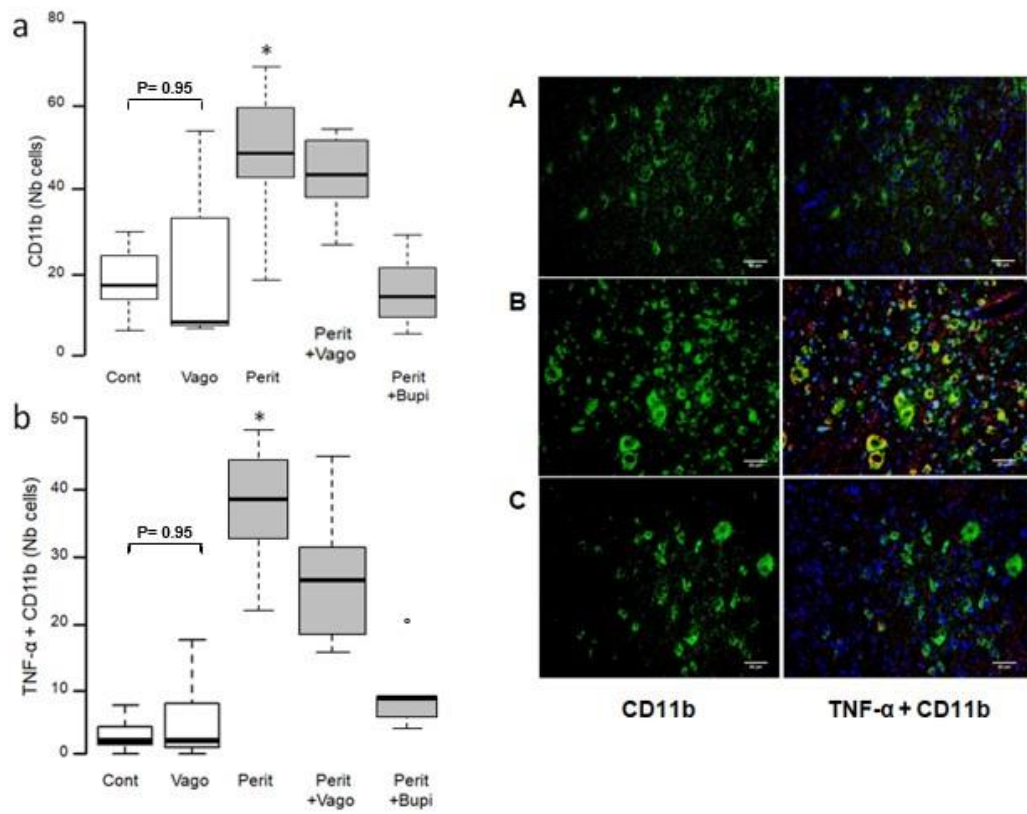 a
80
60
40
20
0
CD11b (Nb cells)
P= 0.95
*
Cont
Vago
Perit
Perit
+Vago
Perit
+Bupi
b
50
40
30
20
10
0
TNF-α + CD11b (Nb cells)
P= 0.95
*
Cont
Vago
Perit
Perit
+Vago
Perit
+Bupi
A
B
C
CD11b
TNF-α + CD11b